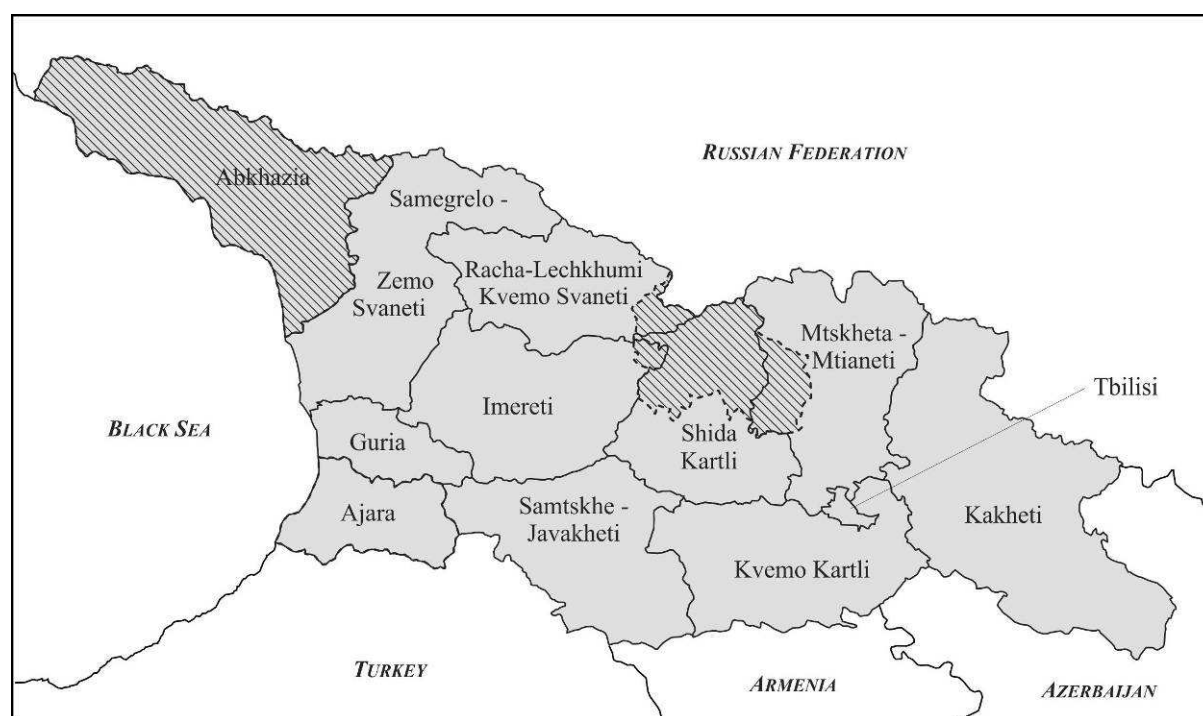 RUSSIAN FEDERATION
Abkhazia
Samegrelo -
Zemo
Svaneti
Racha-Lechkhumi
Kvemo Svaneti
Mtskheta -
Mtianeti
Tbilisi
Imereti
BLACK SEA
Guria
Shida
Kartli
Ajara
Samtskhe -
Javakheti
Kakheti
Kvemo Kartli
TURKEY
ARMENIA
AZERBAIJAN